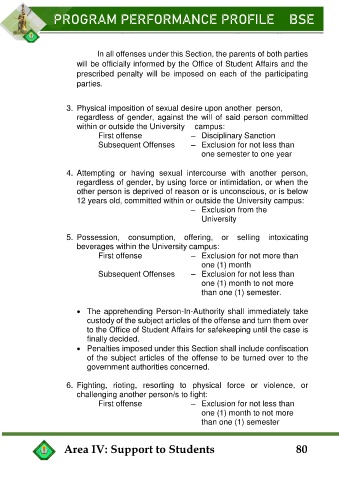 PROGRAM PERFORMANCE PROFILE BSE
In all offenses under this Section, the parents of both parties
will be officially informed by the Office of Student Affairs and the
prescribed penalty will be imposed on each of the participating
parties.
3. Physical imposition of sexual desire upon another person,
regardless of gender, against the will of said person committed
within or outside the University campus:
First offense – Disciplinary Sanction
Subsequent Offenses – Exclusion for not less than
one semester to one year
4. Attempting or having sexual intercourse with another person,
regardless of gender, by using force or intimidation, or when the
other person is deprived of reason or is unconscious, or is below
12 years old, committed within or outside the University campus:
– Exclusion from the
University
5. Possession, consumption, offering, or selling intoxicating
beverages within the University campus:
First offense – Exclusion for not more than
one (1) month
Subsequent Offenses – Exclusion for not less than
one (1) month to not more
than one (1) semester.
• The apprehending Person-In-Authority shall immediately take
custody of the subject articles of the offense and turn them over
to the Office of Student Affairs for safekeeping until the case is
finally decided.
• Penalties imposed under this Section shall include confiscation
of the subject articles of the offense to be turned over to the
government authorities concerned.
6. Fighting, rioting, resorting to physical force or violence, or
challenging another person/s to fight:
First offense – Exclusion for not less than
one (1) month to not more
than one (1) semester
Area IV: Support to Students 80